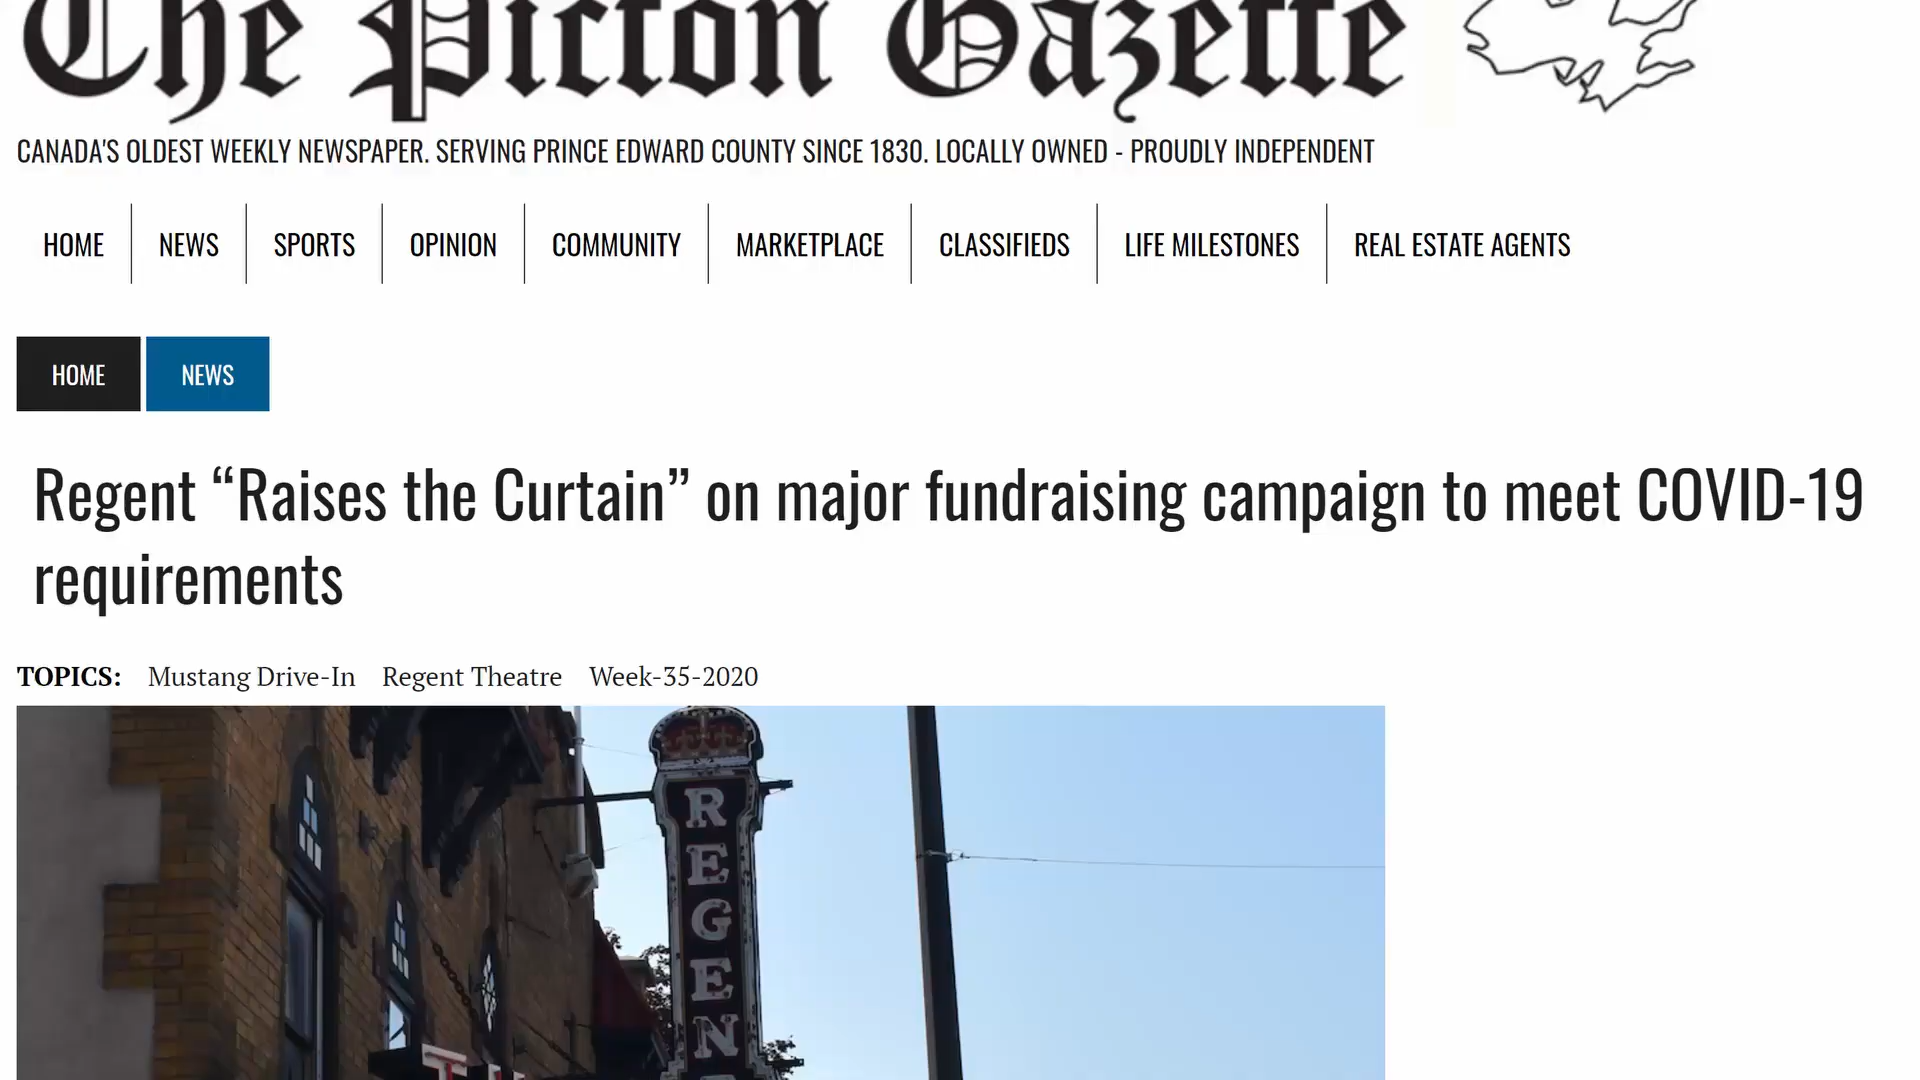 The Picton Gazette
CANADA'S OLDEST WEEKLY NEWSPAPER. SERVING PRINCE EDWARD COUNTY SINCE 1830. LOCALLY OWNED - PROUDLY INDEPENDENT
HOME NEWS SPORTS OPINION COMMUNITY MARKETPLACE CLASSIFIEDS LIFE MILESTONES REAL ESTATE AGENTS
HOME NEWS
Regent “Raises the Curtain” on major fundraising campaign to meet COVID-19
requirements
TOPICS: Mustang Drive-In Regent Theatre Week-35-2020
REGEN